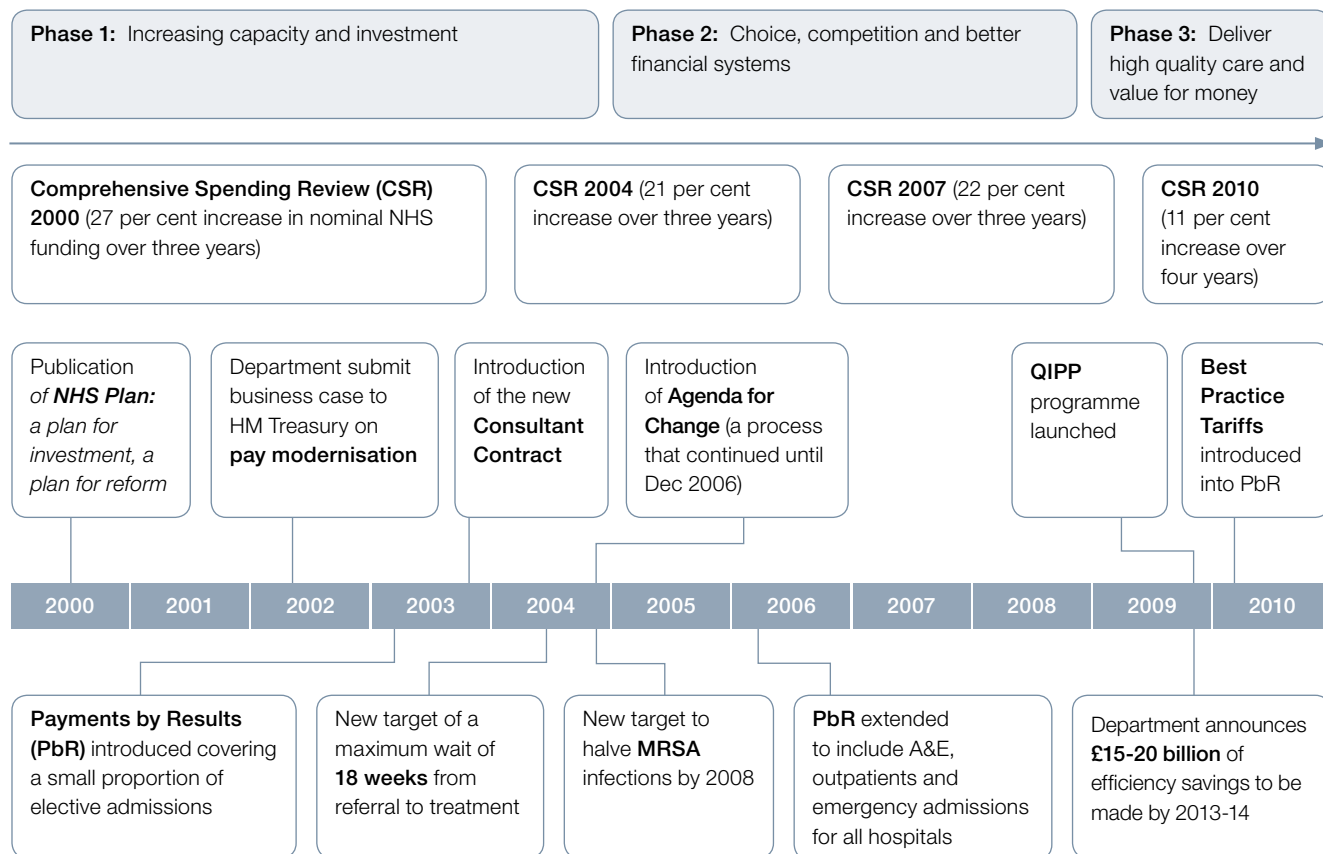 Phase 1: Increasing capacity and investment
Phase 2: Choice, competition and better
financial systems
Phase 3: Deliver
high quality care and
value for money
Comprehensive Spending Review (CSR)
2000 (27 per cent increase in nominal NHS
funding over three years)
CSR 2004 (21 per cent
increase over three years)
CSR 2007 (22 per cent
increase over three years)
CSR 2010
(11 per cent
increase over
four years)
Publication
of NHS Plan:
a plan for
investment, a
plan for reform
Department submit
business case to
HM Treasury on
pay modernisation
Introduction
of the new
Consultant
Contract
Introduction
of Agenda for
Change (a process
that continued until
Dec 2006)
QIPP
programme
launched
Best
Practice
Tariffs
introduced
into PbR
2000 2001 2002 2003 2004 2005 2006 2007 2008 2009 2010
Payments by Results
(PbR) introduced covering
a small proportion of
elective admissions
New target of a
maximum wait of
18 weeks from
referral to treatment
New target to
halve MRSA
infections by 2008
PbR extended
to include A&E,
outpatients and
emergency admissions
for all hospitals
Department announces
£15-20 billion of
efficiency savings to be
made by 2013-14